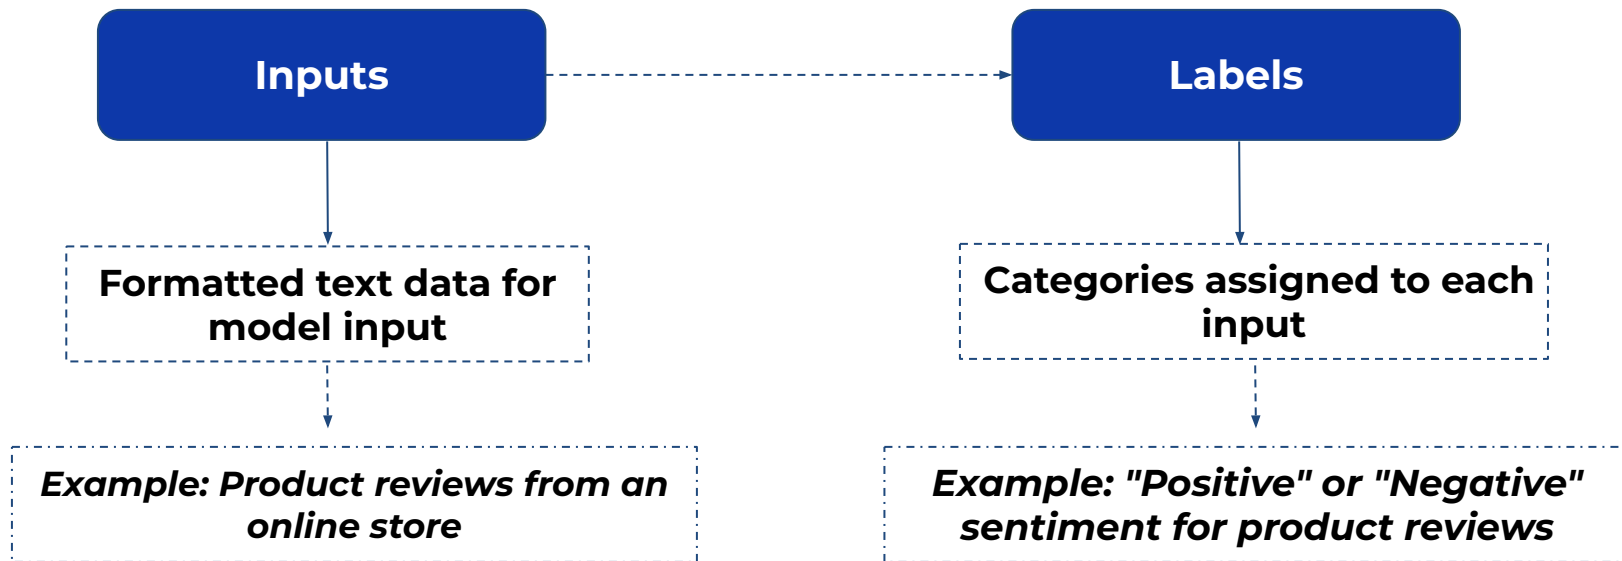 Inputs
Labels
Formatted text data for
model input
Categories assigned to each
input
Example: Product reviews from an
online store
Example: "Positive" or "Negative"
sentiment for product reviews